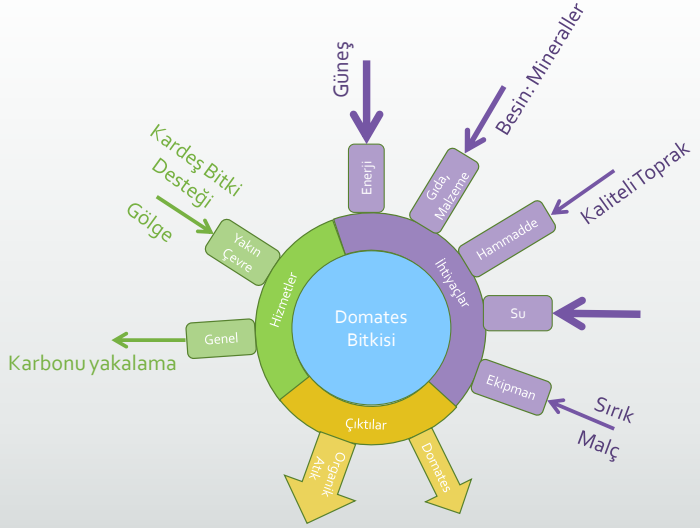 Güneş
Besin: Mineraller
Kaliteli Toprak
Kardeş Bitki
Desteği
Gölge
Enerji
Gıda,
Malzeme
Hammadde
Yakın
Çevre
Hizmetler
İhtiyaçlar
Domates
Bitkisi
Su
Genel
Karbonu yakalama
Ekipman
Sırık
Malç
Çıktılar
Organik
Atık
Domates